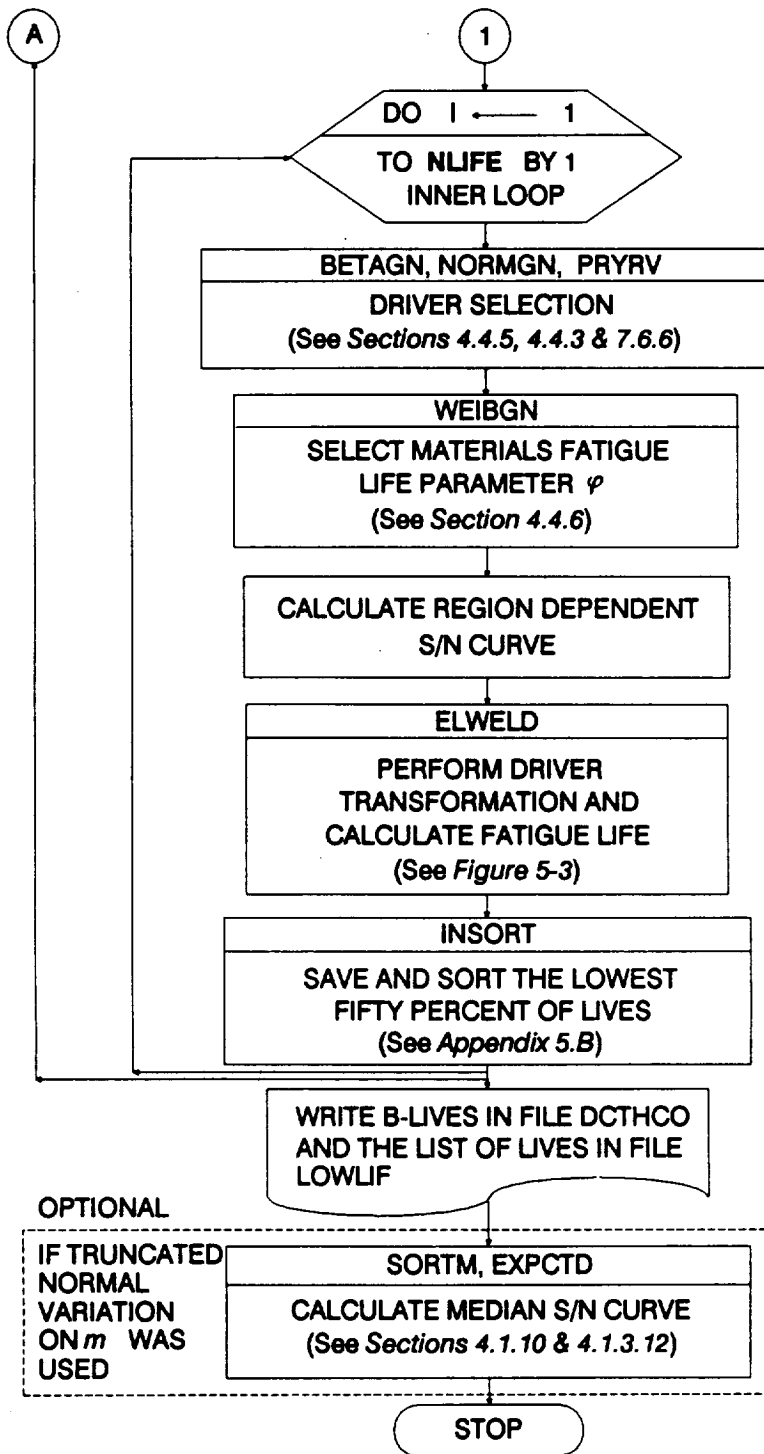 A
1
DO I ← 1
TO NLIFE BY 1
INNER LOOP
BETAGN, NORMGN, PRYRV
DRIVER SELECTION
(See Sections 4.4.5, 4.4.3 & 7.6.6)
WEIBGN
SELECT MATERIALS FATIGUE
LIFE PARAMETER φ
(See Section 4.4.6)
CALCULATE REGION DEPENDENT
S/N CURVE
ELWELD
PERFORM DRIVER
TRANSFORMATION AND
CALCULATE FATIGUE LIFE
(See Figure 5-3)
INSORT
SAVE AND SORT THE LOWEST
FIFTY PERCENT OF LIVES
(See Appendix 5.B)
WRITE B-LIVES IN FILE DCTHCO
AND THE LIST OF LIVES IN FILE
LOWLIF
OPTIONAL
IF TRUNCATED
NORMAL
VARIATION
ON m WAS
USED
SORTM, EXPCTD
CALCULATE MEDIAN S/N CURVE
(See Sections 4.1.10 & 4.1.3.12)
STOP